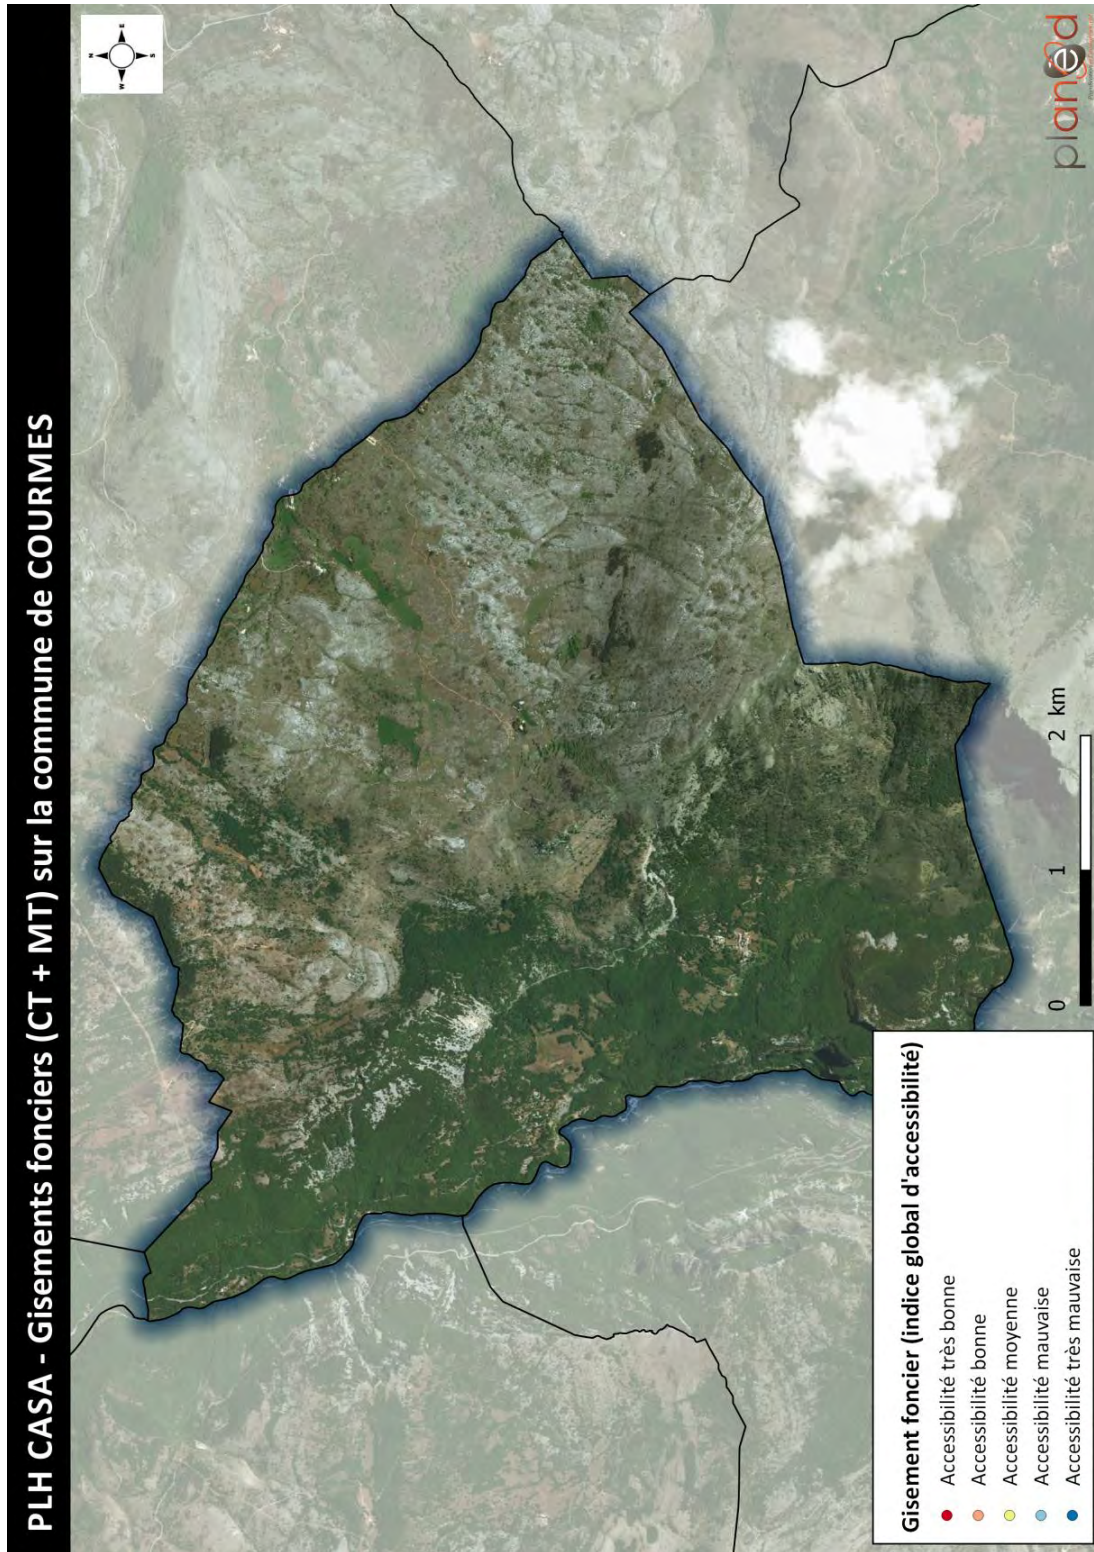 PLH CASA - Gisements fonciers (CT + MT) sur la commune de COURMES
N
W
E
S
Gisement foncier (indice global d'accessibilité)
Accessibilité très bonne
Accessibilité bonne
Accessibilité moyenne
Accessibilité mauvaise
Accessibilité très mauvaise
0 1 2 km
planed